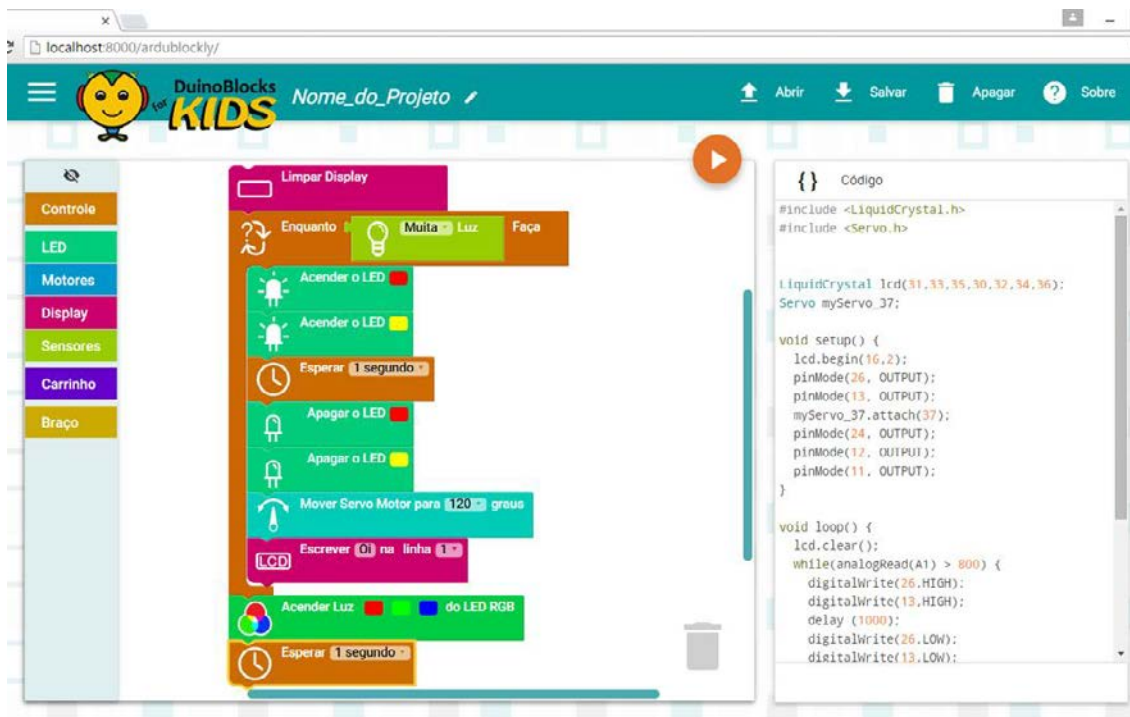 localhost:8000/ardublockly/
DuinoBlocks
for KIDS
Nome_do_Projeto
Abrir
Salvar
Apagar
? Sobre
Controle
LED
Motores
Display
Sensores
Carrinho
Braço
Limpar Display
Enquanto Muita Luz Faça
Acender o LED
Acender o LED
Esperar 1 segundo
Apagar o LED
Apagar o LED
Mover Servo Motor para 120 graus
LCD Escrever Oi na linha 1
Acender Luz do LED RGB
Esperar 1 segundo
{ } Código
#include <LiquidCrystal.h>
#include <Servo.h>
LiquidCrystal lcd(31,33,35,30,32,34,36);
Servo myServo_37;
void setup() {
lcd.begin(16,2);
pinMode(26, OUTPUT);
pinMode(13, OUTPUT);
myServo_37.attach(37);
pinMode(24, OUTPUT);
pinMode(12, OUTPUT);
pinMode(11, OUTPUT);
}
void loop() {
lcd.clear();
while(analogRead(A1) > 800) {
digitalWrite(26,HIGH);
digitalWrite(13,HIGH);
delay (1000);
digitalWrite(26,LOW);
digitalWrite(13,LOW);